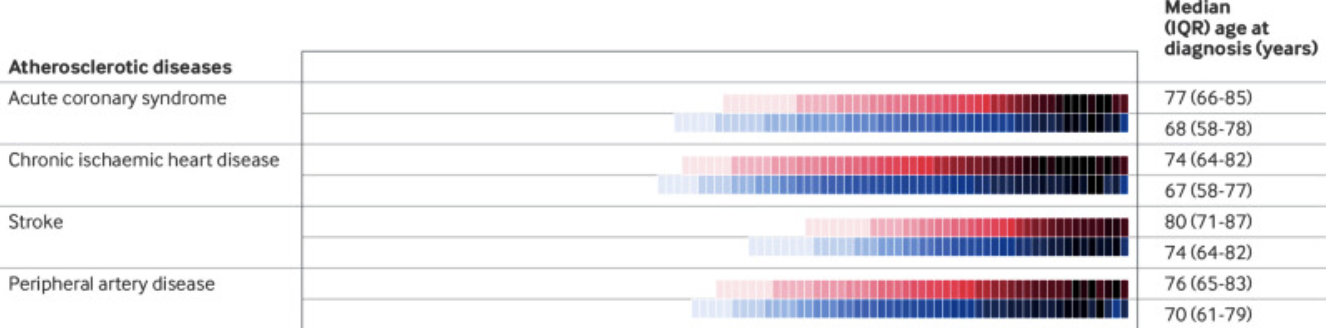 Median
(IQR) age at
diagnosis (years)
Atherosclerotic diseases
Acute coronary syndrome
77 (66-85)
68 (58-78)
Chronic ischaemic heart disease
74 (64-82)
67 (58-77)
Stroke
80 (71-87)
74 (64-82)
Peripheral artery disease
76 (65-83)
70 (61-79)